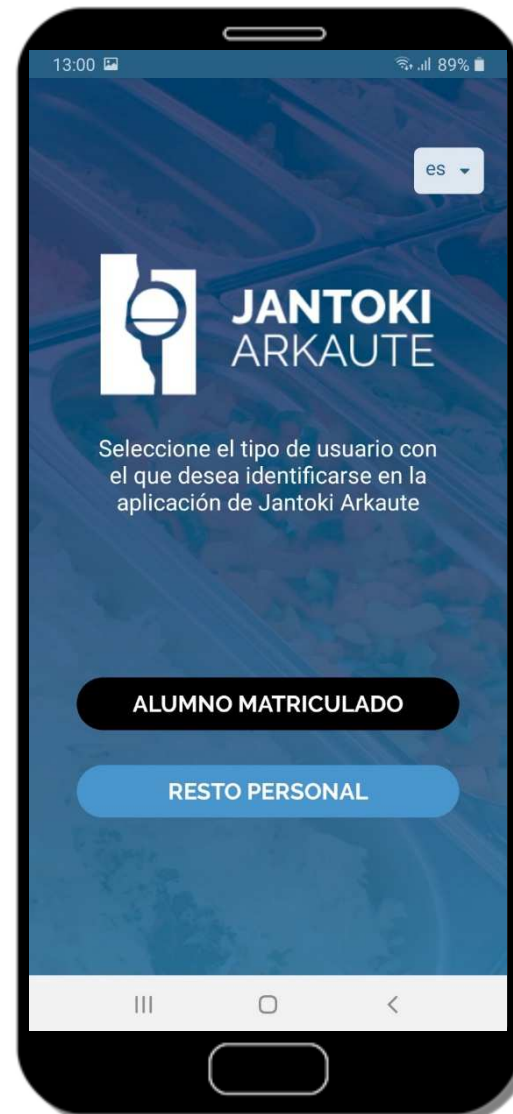 13:00 89%
es
JANTOKI
ARKAUTE
Seleccione el tipo de usuario con
el que desea identificarse en la
aplicación de Jantoki Arkaute
ALUMNO MATRICULADO
RESTO PERSONAL